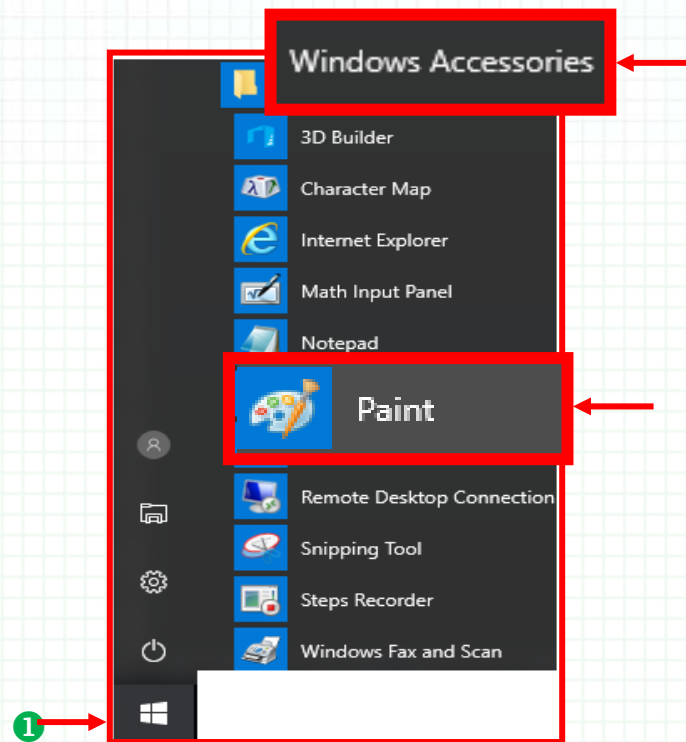 Windows Accessories
3D Builder
Character Map
Internet Explorer
Math Input Panel
Notepad
Paint
Remote Desktop Connection
Snipping Tool
Steps Recorder
Windows Fax and Scan
1